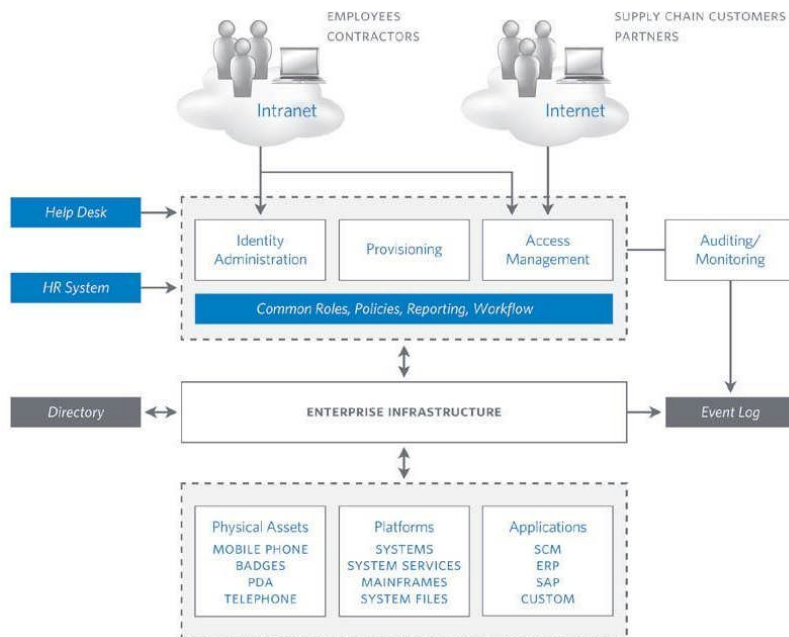 EMPLOYEES
CONTRACTORS
SUPPLY CHAIN CUSTOMERS
PARTNERS
Intranet
Internet
Help Desk
HR System
Identity
Administration
Provisioning
Access
Management
Auditing/
Monitoring
Common Roles, Policies, Reporting, Workflow
Directory
ENTERPRISE INFRASTRUCTURE
Event Log
Physical Assets
MOBILE PHONE
BADGES
PDA
TELEPHONE
Platforms
SYSTEMS
SYSTEM SERVICES
MAINFRAMES
SYSTEM FILES
Applications
SCM
ERP
SAP
CUSTOM